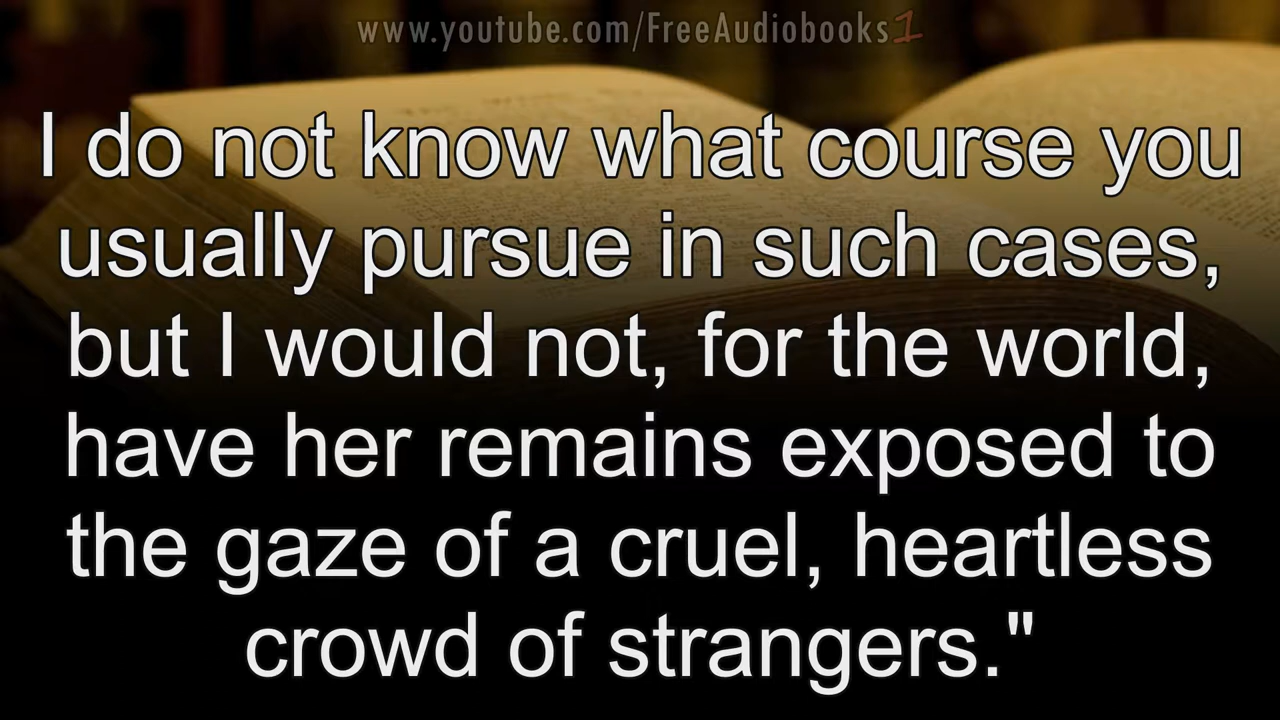 www.youtube.com/FreeAudiobooks1
I do not know what course you
usually pursue in such cases,
but I would not, for the world,
have her remains exposed to
the gaze of a cruel, heartless
crowd of strangers."